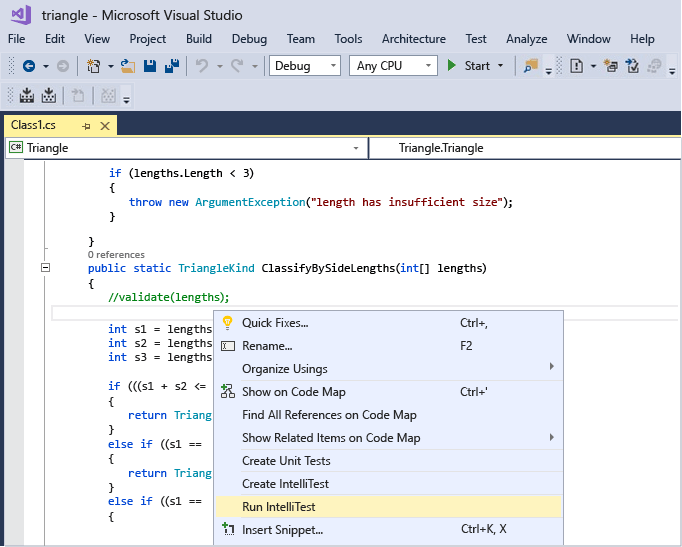 triangle - Microsoft Visual Studio
File Edit View Project Build Debug Team Tools Architecture Test Analyze Window Help
Debug Any CPU Start
Class1.cs
C# Triangle Triangle.Triangle
if (lengths.Length < 3)
{
throw new ArgumentException("length has insufficient size");
}
}
0 references
public static TriangleKind ClassifyBySideLengths(int[] lengths)
{
//validate(lengths);
int s1 = lengths
int s2 = lengths
int s3 = lengths
if (((s1 + s2 <=
{
return Triang
}
else if ((s1 ==
{
return Triang
}
else if ((s1 ==
{
Quick Fixes... Ctrl+,
Rename... F2
Organize Usings
Show on Code Map Ctrl+'
Find All References on Code Map
Show Related Items on Code Map
Create Unit Tests
Create IntelliTest
Run IntelliTest
Insert Snippet... Ctrl+K, X